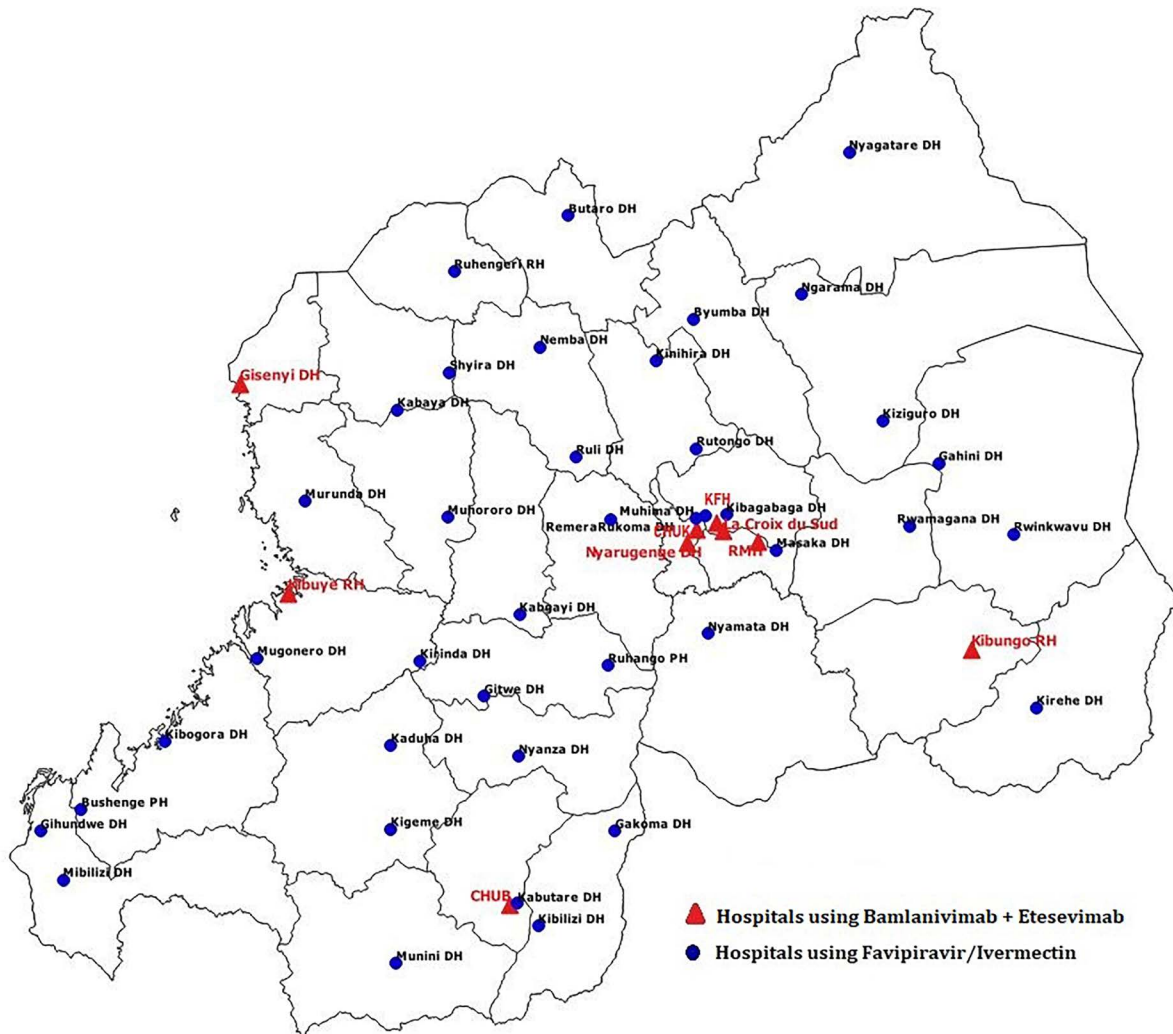 Nyagatare DH
Butaro DH
Ruhengeri RH
Ngarama DH
Byumba DH
Nemba DH
Kinihira DH
Shyira DH
Gisenyi DH
Kabaya DH
Kiziguro DH
Rutongo DH
Ruli DH
Gahini DH
Murunda DH
KFH
Muhororo DH
Muhima DH
Kibagabaga DH
RemeraRukoma DH
La Croix du Sud
CHUK
Rwamagana DH
Rwinkwavu DH
Nyarugenge DH
RMH
Masaka DH
Kibuye RH
Kabgayi DH
Nyamata DH
Kibungo RH
Mugonero DH
Kirinda DH
Ruhango PH
Gitwe DH
Kirehe DH
Kibogora DH
Kaduha DH
Nyanza DH
Bushenge PH
Gihundwe DH
Kigeme DH
Gakoma DH
Mibilizi DH
CHUB
Kabutare DH
Kibilizi DH
Munini DH
Hospitals using Bamlanivimab + Etesevimab
Hospitals using Favipiravir/Ivermectin